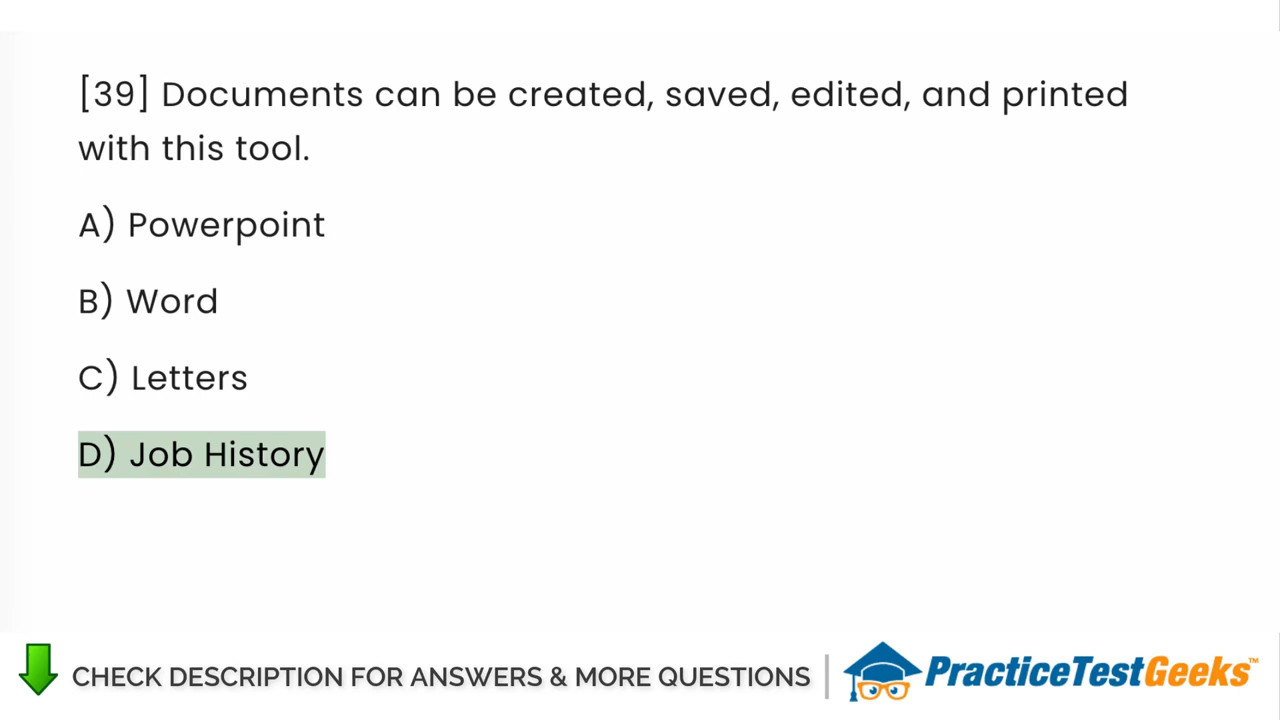 [39] Documents can be created, saved, edited, and printed
with this tool.
A) Powerpoint
B) Word
C) Letters
D) Job History
CHECK DESCRIPTION FOR ANSWERS & MORE QUESTIONS
PracticeTestGeeks™